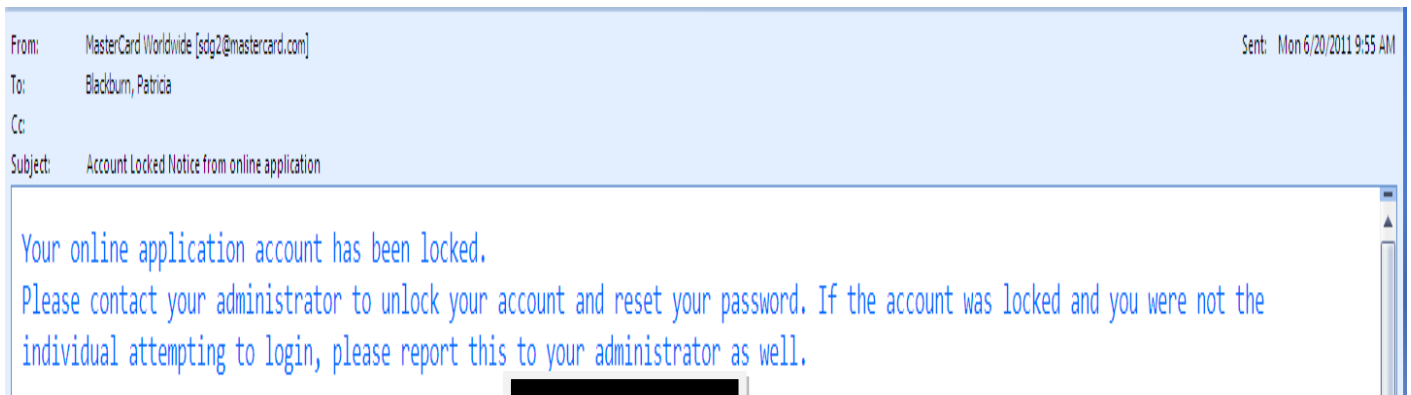 From: MasterCard Worldwide [sdg2@mastercard.com] Sent: Mon 6/20/2011 9:55 AM
To: Blackburn, Patricia
Cc:
Subject: Account Locked Notice from online application
Your online application account has been locked.
Please contact your administrator to unlock your account and reset your password. If the account was locked and you were not the
individual attempting to login, please report this to your administrator as well.